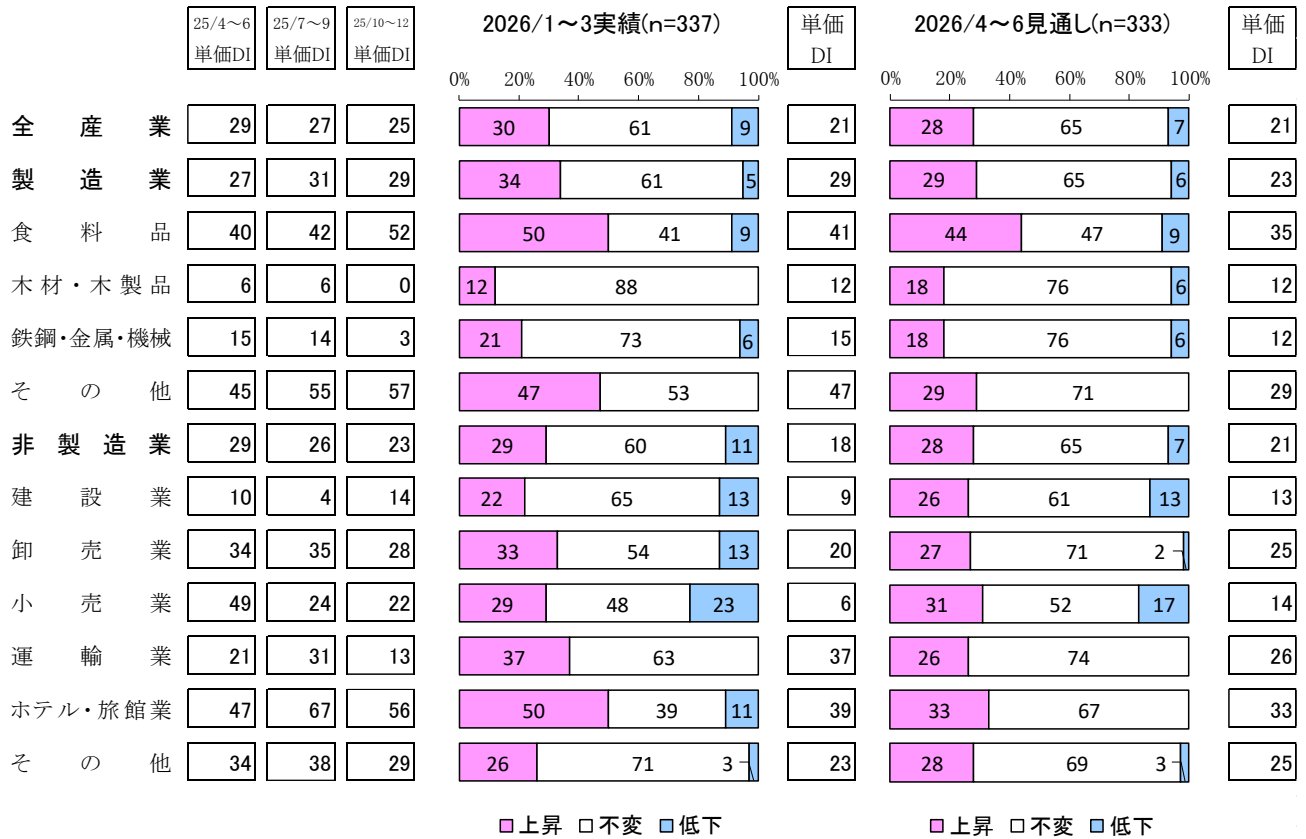 25/4～6 25/7～9 25/10～12 2026/1～3実績(n=337) 単価 2026/4～6見通し(n=333) 単価
単価DI 単価DI 単価DI DI DI
0% 20% 40% 60% 80% 100% 0% 20% 40% 60% 80% 100%
全産業 29 27 25 30 61 9 21 28 65 7 21
製造業 27 31 29 34 61 5 29 29 65 6 23
食料品 40 42 52 50 41 9 41 44 47 9 35
木材・木製品 6 6 0 12 88 12 18 76 6 12
鉄鋼・金属・機械 15 14 3 21 73 6 15 18 76 6 12
その他 45 55 57 47 53 47 29 71 29
非製造業 29 26 23 29 60 11 18 28 65 7 21
建設業 10 4 14 22 65 13 9 26 61 13 13
卸売業 34 35 28 33 54 13 20 27 71 2 25
小売業 49 24 22 29 48 23 6 31 52 17 14
運輸業 21 31 13 37 63 37 26 74 26
ホテル・旅館業 47 67 56 50 39 11 39 33 67 33
その他 34 38 29 26 71 3 23 28 69 3 25
上昇 不変 低下 上昇 不変 低下